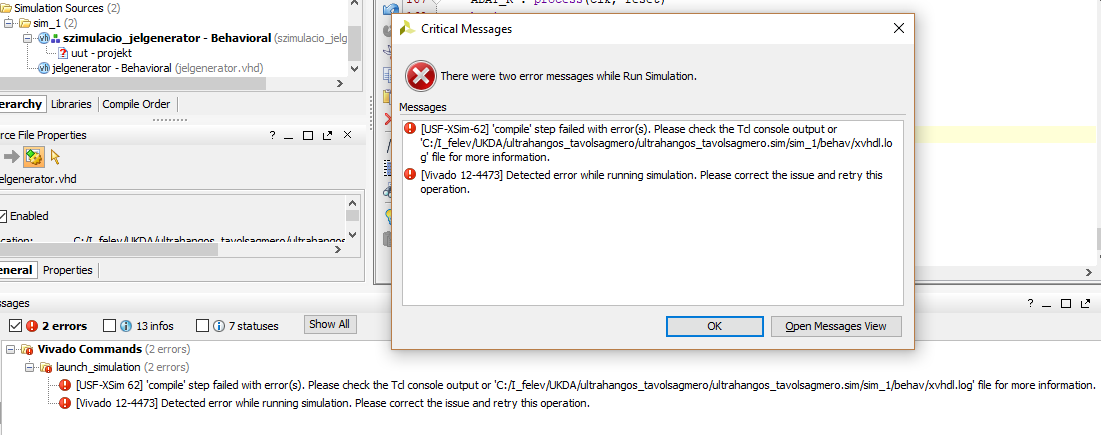 Simulation Sources (2)
sim_1 (2)
szimulacio_jelgenerator - Behavioral (szimulacio_jelg
uut - projekt
jelgenerator - Behavioral (jelgenerator.vhd)
erarchy Libraries Compile Order
rce File Properties
elgenerator.vhd
Enabled
cation: C:/I_felev/UKDA/ultrahangos_tavolsagmero/ultrahangos
eneral Properties
ADAT_R : process(clk, reset)
Critical Messages
There were two error messages while Run Simulation.
Messages
[USF-XSim-62] 'compile' step failed with error(s). Please check the Tcl console output or
'C:/I_felev/UKDA/ultrahangos_tavolsagmero/ultrahangos_tavolsagmero.sim/sim_1/behav/xvhdl.lo
g' file for more information.
[Vivado 12-4473] Detected error while running simulation. Please correct the issue and retry this
operation.
OK Open Messages View
ssages
2 errors 13 infos 7 statuses Show All
Vivado Commands (2 errors)
launch_simulation (2 errors)
[USF-XSim 62] 'compile' step failed with error(s). Please check the Tcl console output or 'C:/I_felev/UKDA/ultrahangos_tavolsagmero/ultrahangos_tavolsagmero.sim/sim_1/behav/xvhdl.log' file for more information.
[Vivado 12-4473] Detected error while running simulation. Please correct the issue and retry this operation.